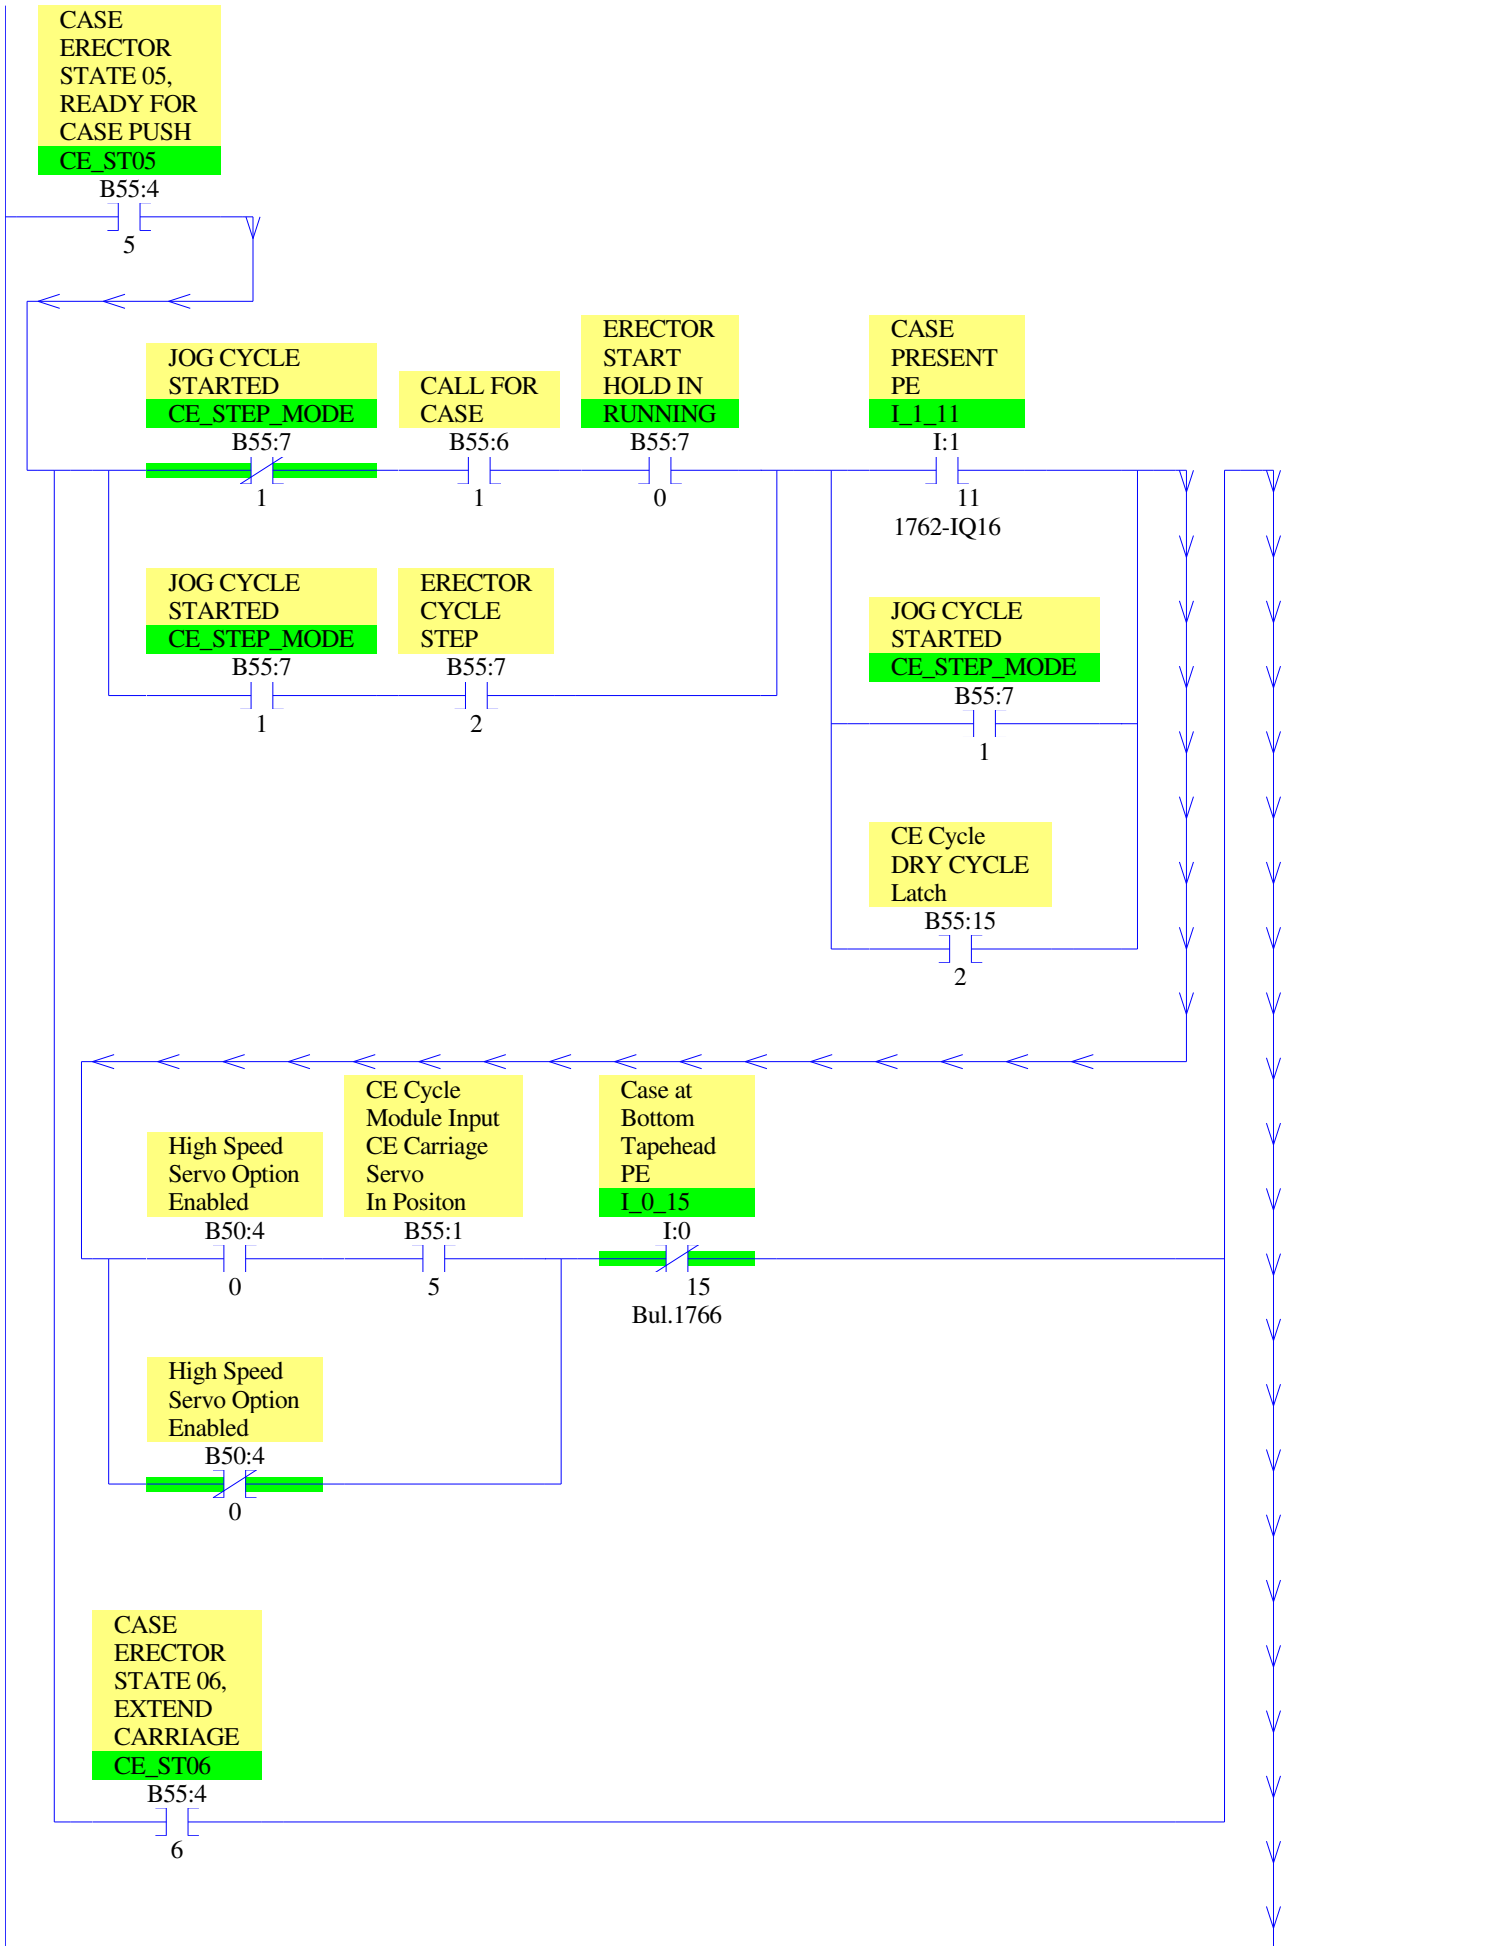 CASE
ERECTOR
STATE 05,
READY FOR
CASE PUSH
CE_ST05
B55:4
5
JOG CYCLE
STARTED
CE_STEP_MODE
B55:7
1
CALL FOR
CASE
B55:6
1
ERECTOR
START
HOLD IN
RUNNING
B55:7
0
CASE
PRESENT
PE
I_1_11
I:1
11
1762-IQ16
JOG CYCLE
STARTED
CE_STEP_MODE
B55:7
1
ERECTOR
CYCLE
STEP
B55:7
2
JOG CYCLE
STARTED
CE_STEP_MODE
B55:7
1
CE Cycle
DRY CYCLE
Latch
B55:15
2
High Speed
Servo Option
Enabled
B50:4
0
CE Cycle
Module Input
CE Carriage
Servo
In Positon
B55:1
5
Case at
Bottom
Tapehead
PE
I_0_15
I:0
15
Bul.1766
High Speed
Servo Option
Enabled
B50:4
0
CASE
ERECTOR
STATE 06,
EXTEND
CARRIAGE
CE_ST06
B55:4
6